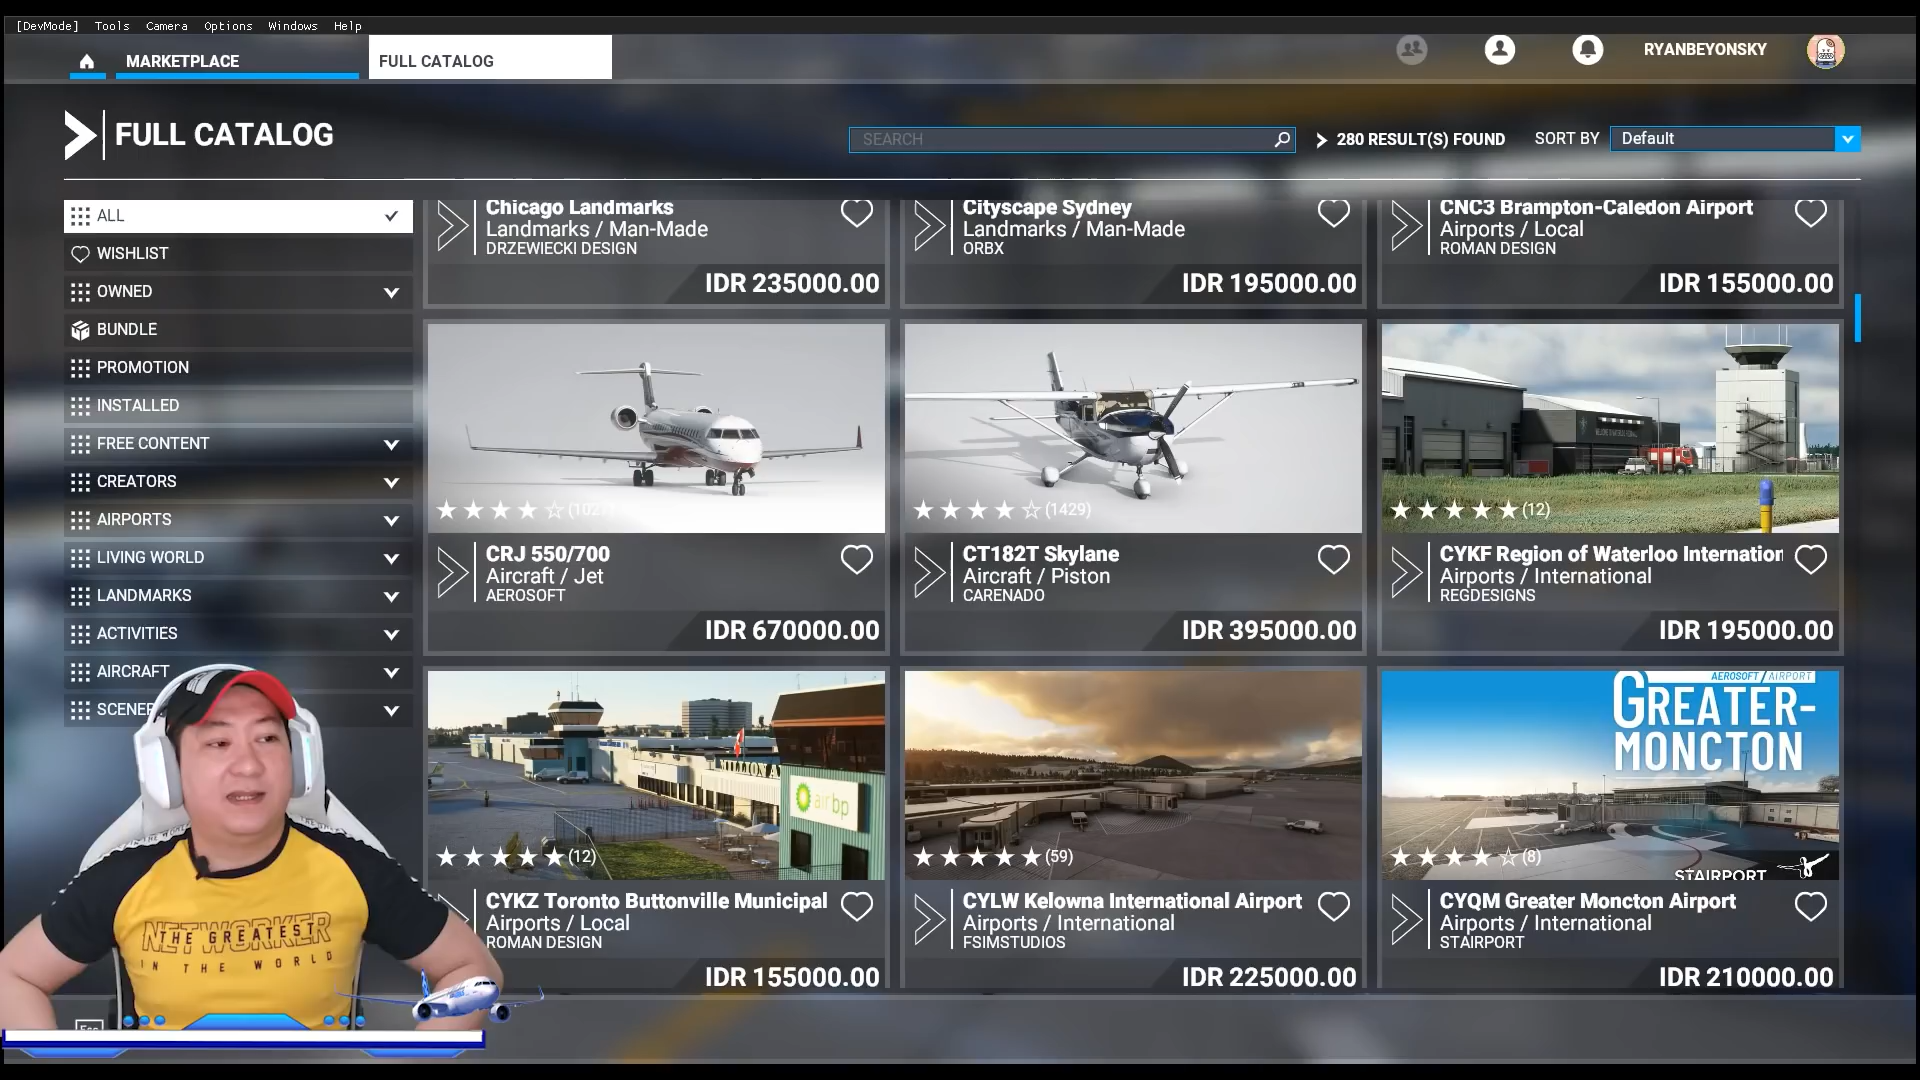 [DevMode] Tools Camera Options Windows Help
MARKETPLACE
FULL CATALOG
RYANBEYONSKY
FULL CATALOG
SEARCH
280 RESULT(S) FOUND
SORT BY
Default
ALL
WISHLIST
OWNED
BUNDLE
PROMOTION
INSTALLED
FREE CONTENT
CREATORS
AIRPORTS
LIVING WORLD
LANDMARKS
ACTIVITIES
AIRCRAFT
SCENER
Chicago Landmarks
Landmarks / Man-Made
DRZEWIECKI DESIGN
IDR 235000.00
Cityscape Sydney
Landmarks / Man-Made
ORBX
IDR 195000.00
CNC3 Brampton-Caledon Airport
Airports / Local
ROMAN DESIGN
IDR 155000.00
(1027)
CRJ 550/700
Aircraft / Jet
AEROSOFT
IDR 670000.00
(1429)
CT182T Skylane
Aircraft / Piston
CARENADO
IDR 395000.00
(12)
CYKF Region of Waterloo Internation
Airports / International
REGDESIGNS
IDR 195000.00
air bp
(12)
CYKZ Toronto Buttonville Municipal
Airports / Local
ROMAN DESIGN
IDR 155000.00
(59)
CYLW Kelowna International Airport
Airports / International
FSIMSTUDIOS
IDR 225000.00
AEROSOFT/AIRPORT
GREATER-
MONCTON
(8)
STAIRPORT
CYQM Greater Moncton Airport
Airports / International
STAIRPORT
IDR 210000.00
NETWORKER
THE GREATEST
IN THE WORLD
Esc